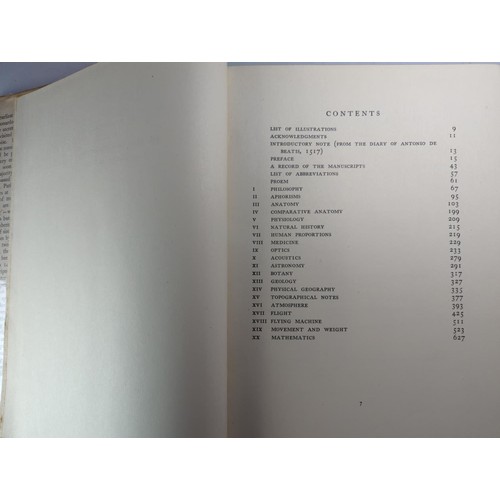 CONTENTS
LIST OF ILLUSTRATIONS 9
ACKNOWLEDGMENTS 11
INTRODUCTORY NOTE (FROM THE DIARY OF ANTONIO DE
BEATIS, 1517) 13
PREFACE 15
A RECORD OF THE MANUSCRIPTS 43
LIST OF ABBREVIATIONS 57
PROEM 61
I PHILOSOPHY 67
II APHORISMS 95
III ANATOMY 103
IV COMPARATIVE ANATOMY 199
V PHYSIOLOGY 209
VI NATURAL HISTORY 215
VII HUMAN PROPORTIONS 219
VIII MEDICINE 229
IX OPTICS 233
X ACOUSTICS 279
XI ASTRONOMY 291
XII BOTANY 317
XIII GEOLOGY 327
XIV PHYSICAL GEOGRAPHY 335
XV TOPOGRAPHICAL NOTES 377
XVI ATMOSPHERE 393
XVII FLIGHT 425
XVIII FLYING MACHINE 511
XIX MOVEMENT AND WEIGHT 523
XX MATHEMATICS 627
7